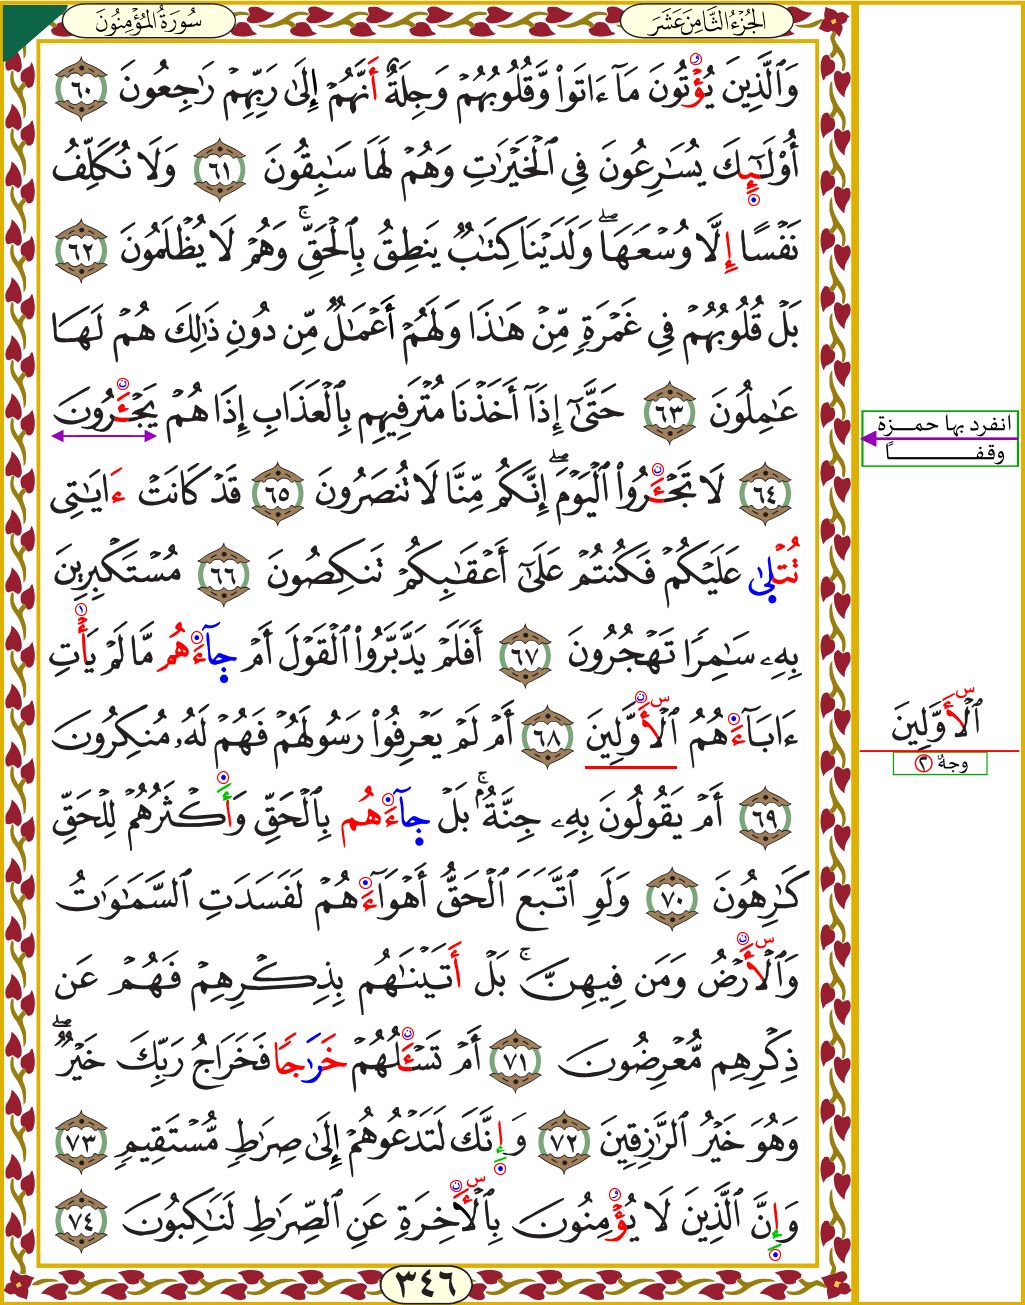 الجُزْءُ الثَّامِنَ عَشَرَ
سُورَةُ المُؤْمِنُونَ
وَٱلَّذِينَ يُؤْتُونَ مَآ ءَاتَوا۟ وَّقُلُوبُهُمْ وَجِلَةٌ أَنَّهُمْ إِلَىٰ رَبِّهِمْ رَٰجِعُونَ ٦٠
أُو۟لَـٰٓئِكَ يُسَـٰرِعُونَ فِى ٱلْخَيْرَٰتِ وَهُمْ لَهَا سَـٰبِقُونَ ٦١ وَلَا نُكَلِّفُ
نَفْسًا إِلَّا وُسْعَهَا ۖ وَلَدَيْنَا كِتَـٰبٌ يَنطِقُ بِٱلْحَقِّ ۚ وَهُمْ لَا يُظْلَمُونَ ٦٢
بَلْ قُلُوبُهُمْ فِى غَمْرَةٍ مِّنْ هَـٰذَا وَلَهُمْ أَعْمَـٰلٌ مِّن دُونِ ذَٰلِكَ هُمْ لَهَا
عَـٰمِلُونَ ٦٣ حَتَّىٰٓ إِذَآ أَخَذْنَا مُتْرَفِيهِم بِٱلْعَذَابِ إِذَا هُمْ يَجْـَٔرُونَ
٦٤ لَا تَجْـَٔرُوا۟ ٱلْيَوْمَ ۖ إِنَّكُم مِّنَّا لَا تُنصَرُونَ ٦٥ قَدْ كَانَتْ ءَايَـٰتِى
تُتْلَىٰ عَلَيْكُمْ فَكُنتُمْ عَلَىٰٓ أَعْقَـٰبِكُمْ تَنكِصُونَ ٦٦ مُسْتَكْبِرِينَ
بِهِۦ سَـٰمِرًا تَهْجُرُونَ ٦٧ أَفَلَمْ يَدَّبَّرُوا۟ ٱلْقَوْلَ أَمْ جَآءَهُم مَّا لَمْ يَأْتِ
ءَابَآءَهُمُ ٱلْأَوَّلِينَ ٦٨ أَمْ لَمْ يَعْرِفُوا۟ رَسُولَهُمْ فَهُمْ لَهُۥ مُنكِرُونَ
٦٩ أَمْ يَقُولُونَ بِهِۦ جِنَّةٌۢ ۚ بَلْ جَآءَهُم بِٱلْحَقِّ وَأَكْثَرُهُمْ لِلْحَقِّ
كَـٰرِهُونَ ٧٠ وَلَوِ ٱتَّبَعَ ٱلْحَقُّ أَهْوَآءَهُمْ لَفَسَدَتِ ٱلسَّمَـٰوَٰتُ
وَٱلْأَرْضُ وَمَن فِيهِنَّ ۚ بَلْ أَتَيْنَـٰهُم بِذِكْرِهِمْ فَهُمْ عَن
ذِكْرِهِم مُّعْرِضُونَ ٧١ أَمْ تَسْـَٔلُهُمْ خَرَٰجًا فَخَرَاجُ رَبِّكَ خَيْرٌ ۖ
وَهُوَ خَيْرُ ٱلرَّٰزِقِينَ ٧٢ وَإِنَّكَ لَتَدْعُوهُمْ إِلَىٰ صِرَٰطٍ مُّسْتَقِيمٍ ٧٣
وَإِنَّ ٱلَّذِينَ لَا يُؤْمِنُونَ بِٱلْأَخِرَةِ عَنِ ٱلصِّرَٰطِ لَنَـٰكِبُونَ ٧٤
٣٤٦
انفرد بها حمـــزة
وقفـــــــًا
ٱلْأَوَّلِينَ
وجهٌ ٢